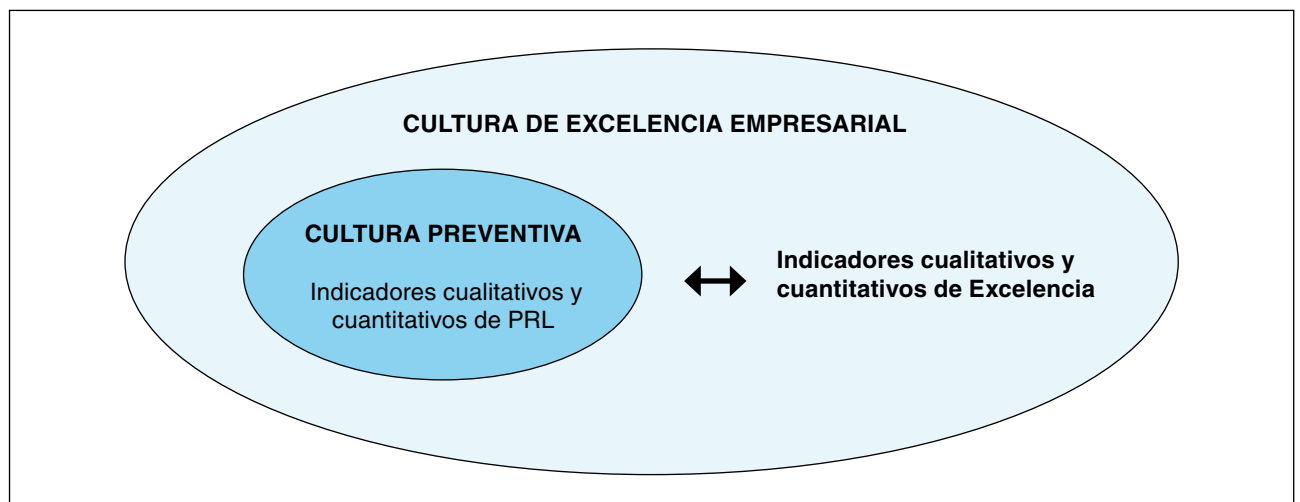 CULTURA DE EXCELENCIA EMPRESARIAL
CULTURA PREVENTIVA
Indicadores cualitativos y
cuantitativos de PRL
Indicadores cualitativos y
cuantitativos de Excelencia